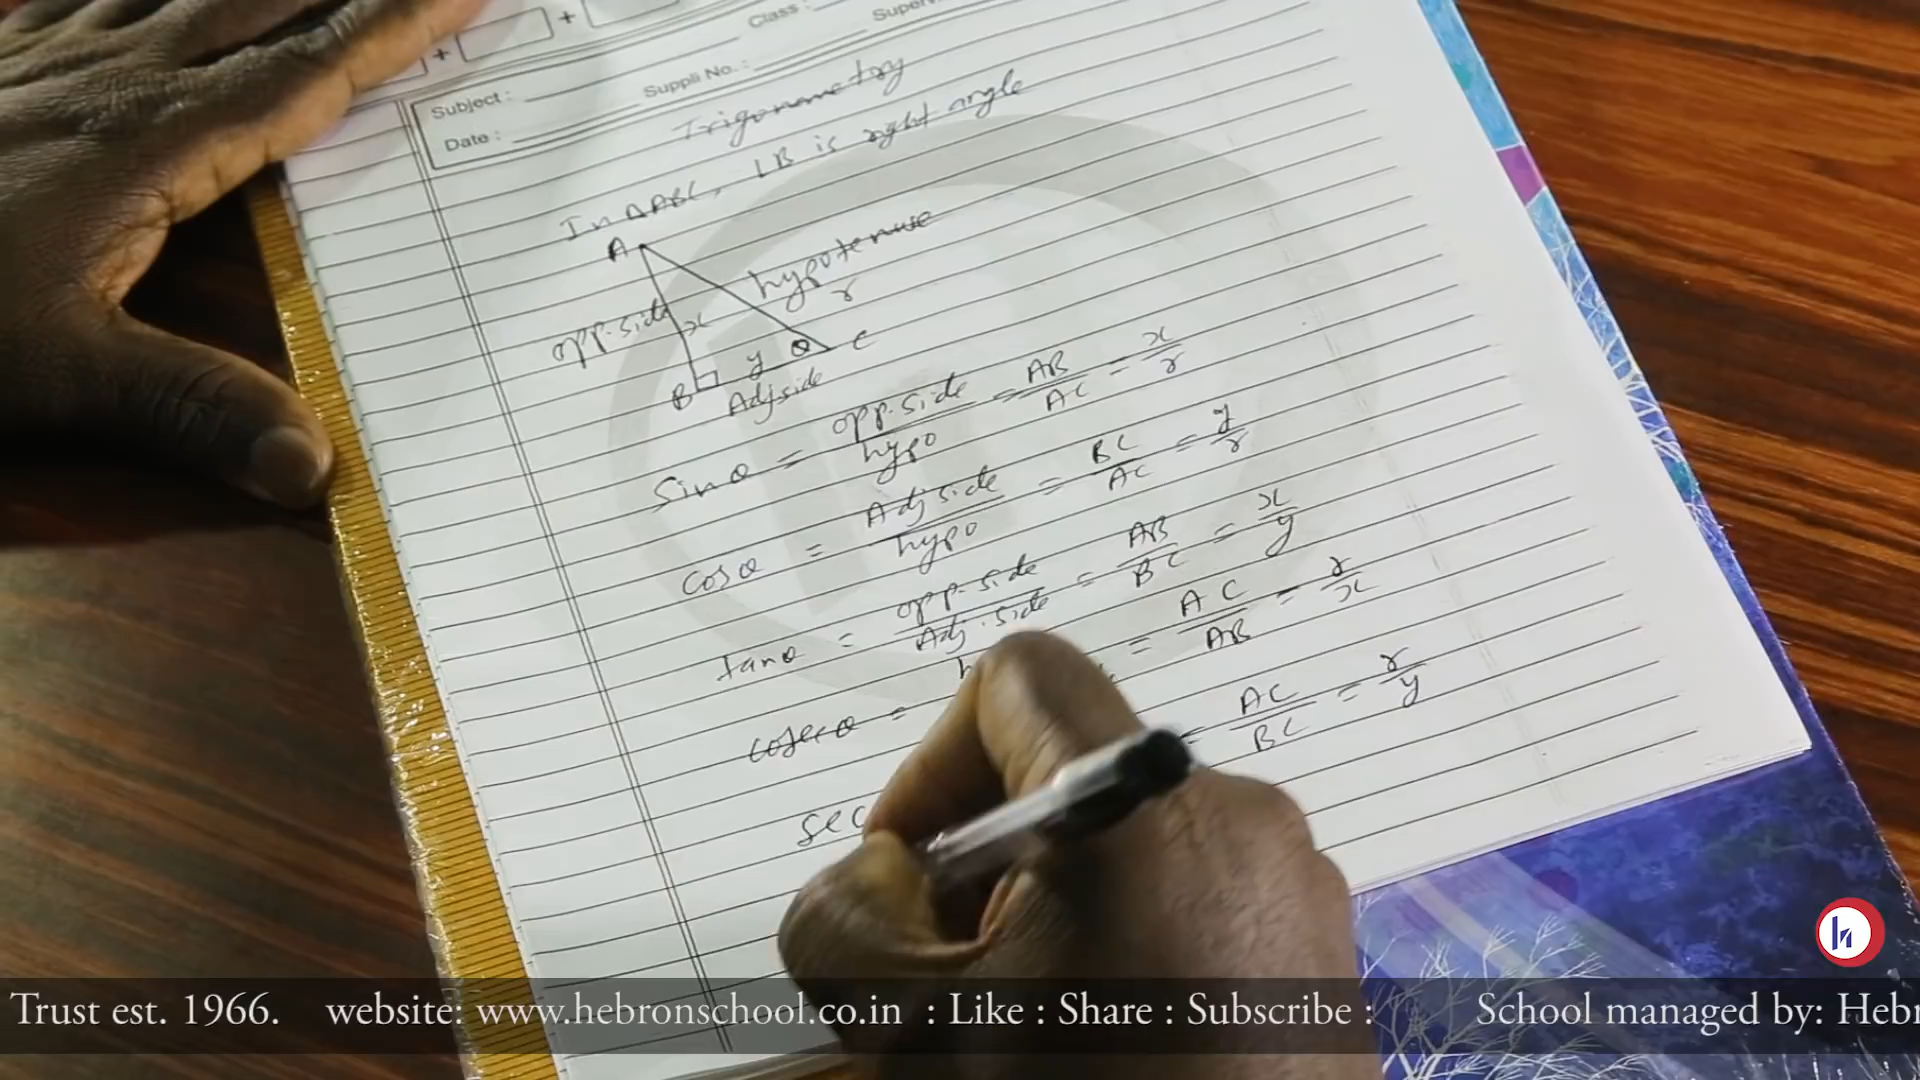 + +
Class :
Subject :
Suppli No. :
Date :
Trigonometry
In ΔABC, ∠B is right angle
A
hypotenuse
opp.side
x
r
y θ C
B
Adj side
sin θ = opp.side / hypo = AB / AC = x / r
cos θ = Adj side / hypo = BC / AC = y / r
tan θ = opp.side / Adj.side = AB / BC = x / y
cosec θ = = AC / AB = r / x
sec = AC / BC = r / y
Trust est. 1966. website: www.hebronschool.co.in : Like : Share : Subscribe : School managed by: Hebr